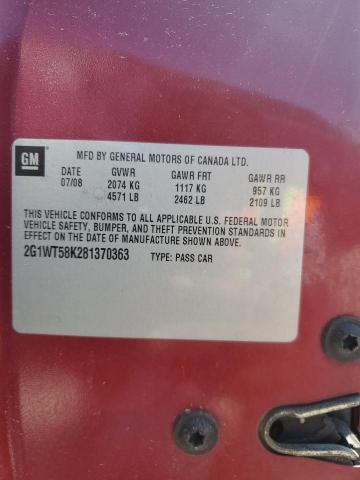 GM MFD BY GENERAL MOTORS OF CANADA LTD.
DATE GVWR GAWR FRT GAWR RR
07/08 2074 KG 1117 KG 957 KG
4571 LB 2462 LB 2109 LB
THIS VEHICLE CONFORMS TO ALL APPLICABLE U.S. FEDERAL MOTOR
VEHICLE SAFETY, BUMPER, AND THEFT PREVENTION STANDARDS IN
EFFECT ON THE DATE OF MANUFACTURE SHOWN ABOVE.
2G1WT58K281370363 TYPE: PASS CAR